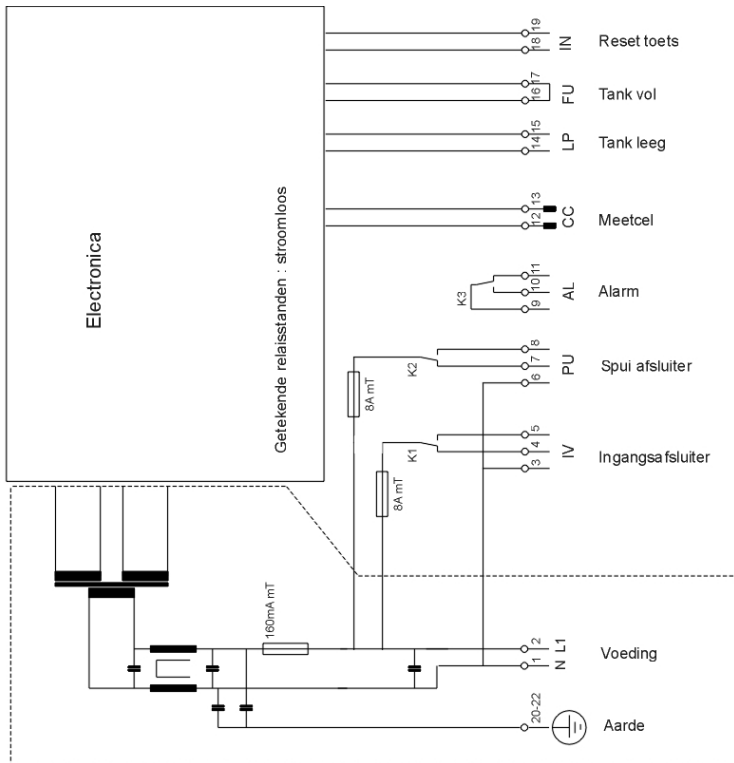 Electronica
Getekende relaisstanden : stroomloos
19
18
IN
Reset toets
17
16
FU
Tank vol
15
14
LP
Tank leeg
13
12
CC
Meetcel
11
10
9
K3
AL
Alarm
8
7
6
K2
8A mT
PU
Spui afsluiter
5
4
3
K1
8A mT
IV
Ingangsafsluiter
160mA mT
2
L1
1
N
Voeding
20-22
Aarde